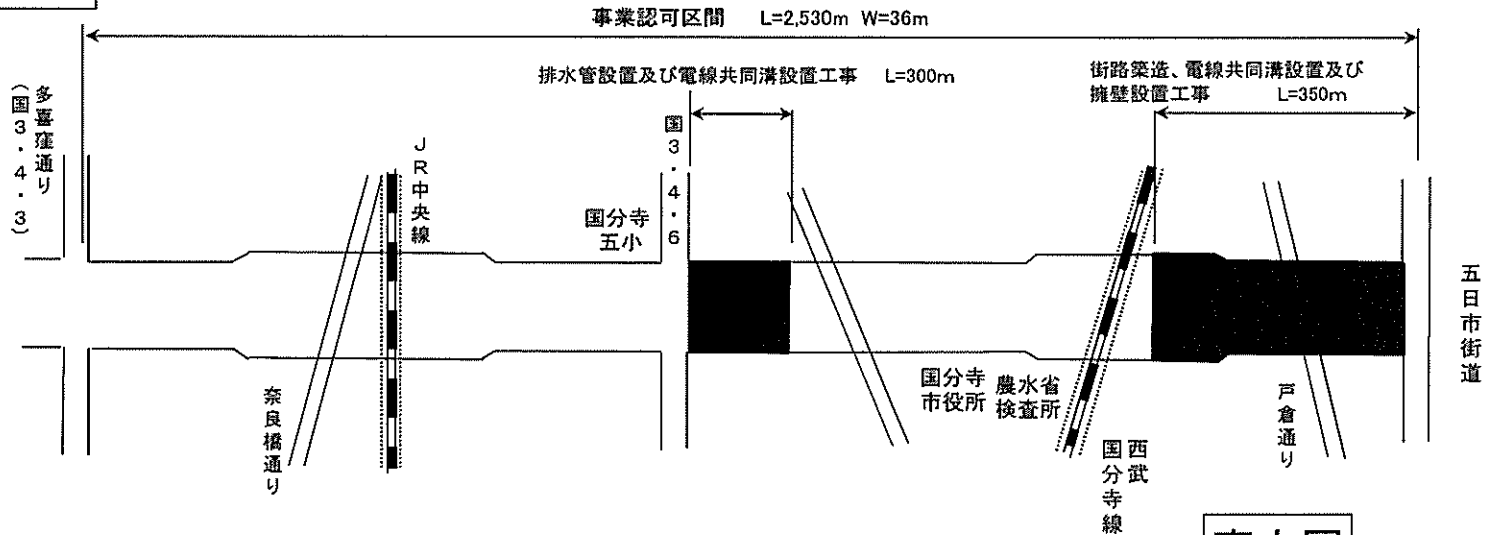 事業認可区間 L=2,530m W=36m
排水管設置及び電線共同溝設置工事 L=300m
街路築造、電線共同溝設置及び
擁壁設置工事 L=350m
多喜窪通り
(国3・4・3)
JR中央線
国分寺
五小
国3・4・6
五日市街道
奈良橋通り
国分寺
市役所
農水省
検査所
西武
国分寺線
戸倉通り